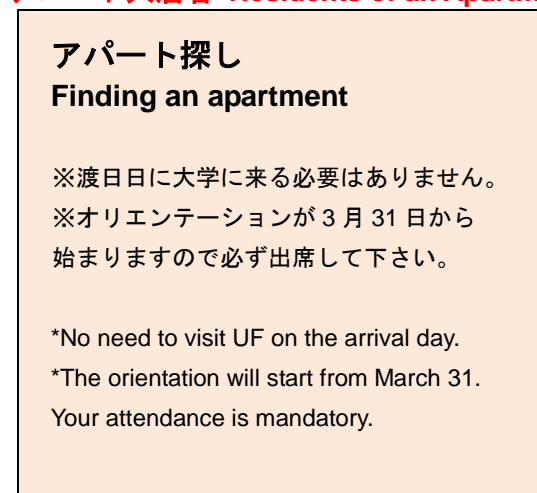 アパート探し
Finding an apartment
※渡日日に大学に来る必要はありません。
※オリエンテーションが 3 月 31 日から
始まりますので必ず出席して下さい。
*No need to visit UF on the arrival day.
*The orientation will start from March 31.
Your attendance is mandatory.